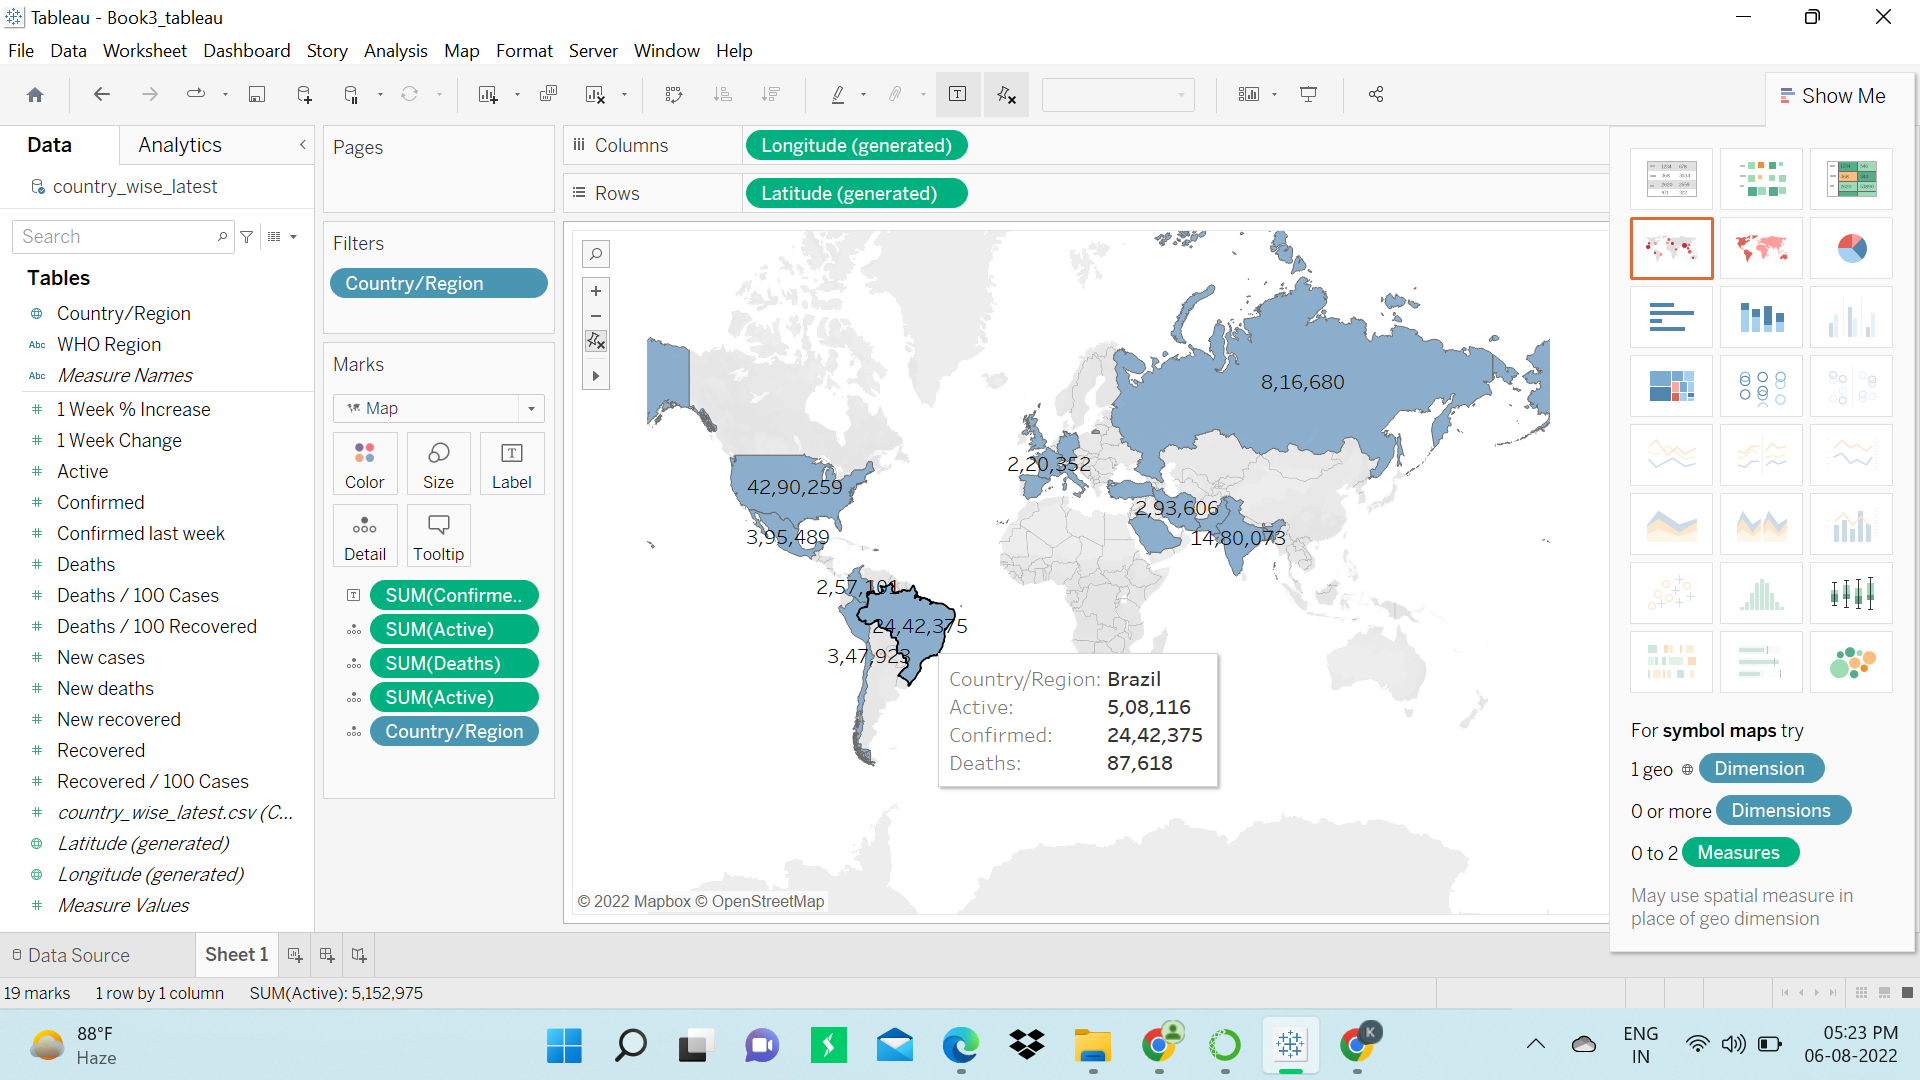 Tableau - Book3_tableau
File Data Worksheet Dashboard Story Analysis Map Format Server Window Help
Show Me
Data
Analytics
country_wise_latest
Search
Tables
Country/Region
Abc WHO Region
Abc Measure Names
1 Week % Increase
1 Week Change
Active
Confirmed
Confirmed last week
Deaths
Deaths / 100 Cases
Deaths / 100 Recovered
New cases
New deaths
New recovered
Recovered
Recovered / 100 Cases
country_wise_latest.csv (C...
Latitude (generated)
Longitude (generated)
Measure Values
Pages
Filters
Country/Region
Marks
Map
Color
Size
Label
Detail
Tooltip
SUM(Confirme..
SUM(Active)
SUM(Deaths)
SUM(Active)
Country/Region
Columns
Longitude (generated)
Rows
Latitude (generated)
8,16,680
2,20,352
42,90,259
2,93,606
3,95,489
14,80,073
2,57,101
24,42,375
3,47,923
Country/Region: Brazil
Active: 5,08,116
Confirmed: 24,42,375
Deaths: 87,618
© 2022 Mapbox © OpenStreetMap
For symbol maps try
1 geo Dimension
0 or more Dimensions
0 to 2 Measures
May use spatial measure in
place of geo dimension
Data Source
Sheet 1
19 marks
1 row by 1 column
SUM(Active): 5,152,975
88°F
Haze
K
ENG
IN
05:23 PM
06-08-2022